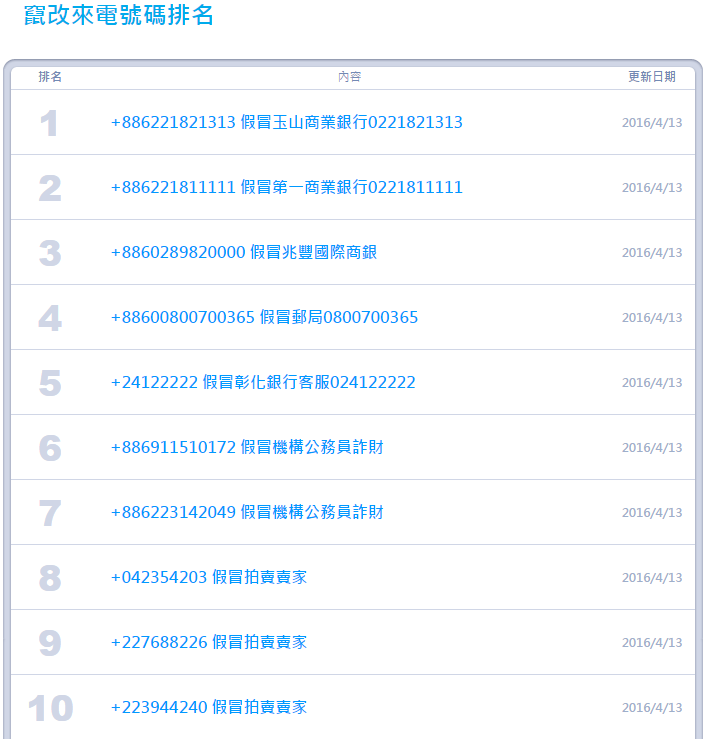 竄改來電號碼排名
排名 內容 更新日期
1 +886221821313 假冒玉山商業銀行0221821313 2016/4/13
2 +886221811111 假冒第一商業銀行0221811111 2016/4/13
3 +8860289820000 假冒兆豐國際商銀 2016/4/13
4 +88600800700365 假冒郵局0800700365 2016/4/13
5 +24122222 假冒彰化銀行客服024122222 2016/4/13
6 +886911510172 假冒機構公務員詐財 2016/4/13
7 +886223142049 假冒機構公務員詐財 2016/4/13
8 +042354203 假冒拍賣賣家 2016/4/13
9 +227688226 假冒拍賣賣家 2016/4/13
10 +223944240 假冒拍賣賣家 2016/4/13